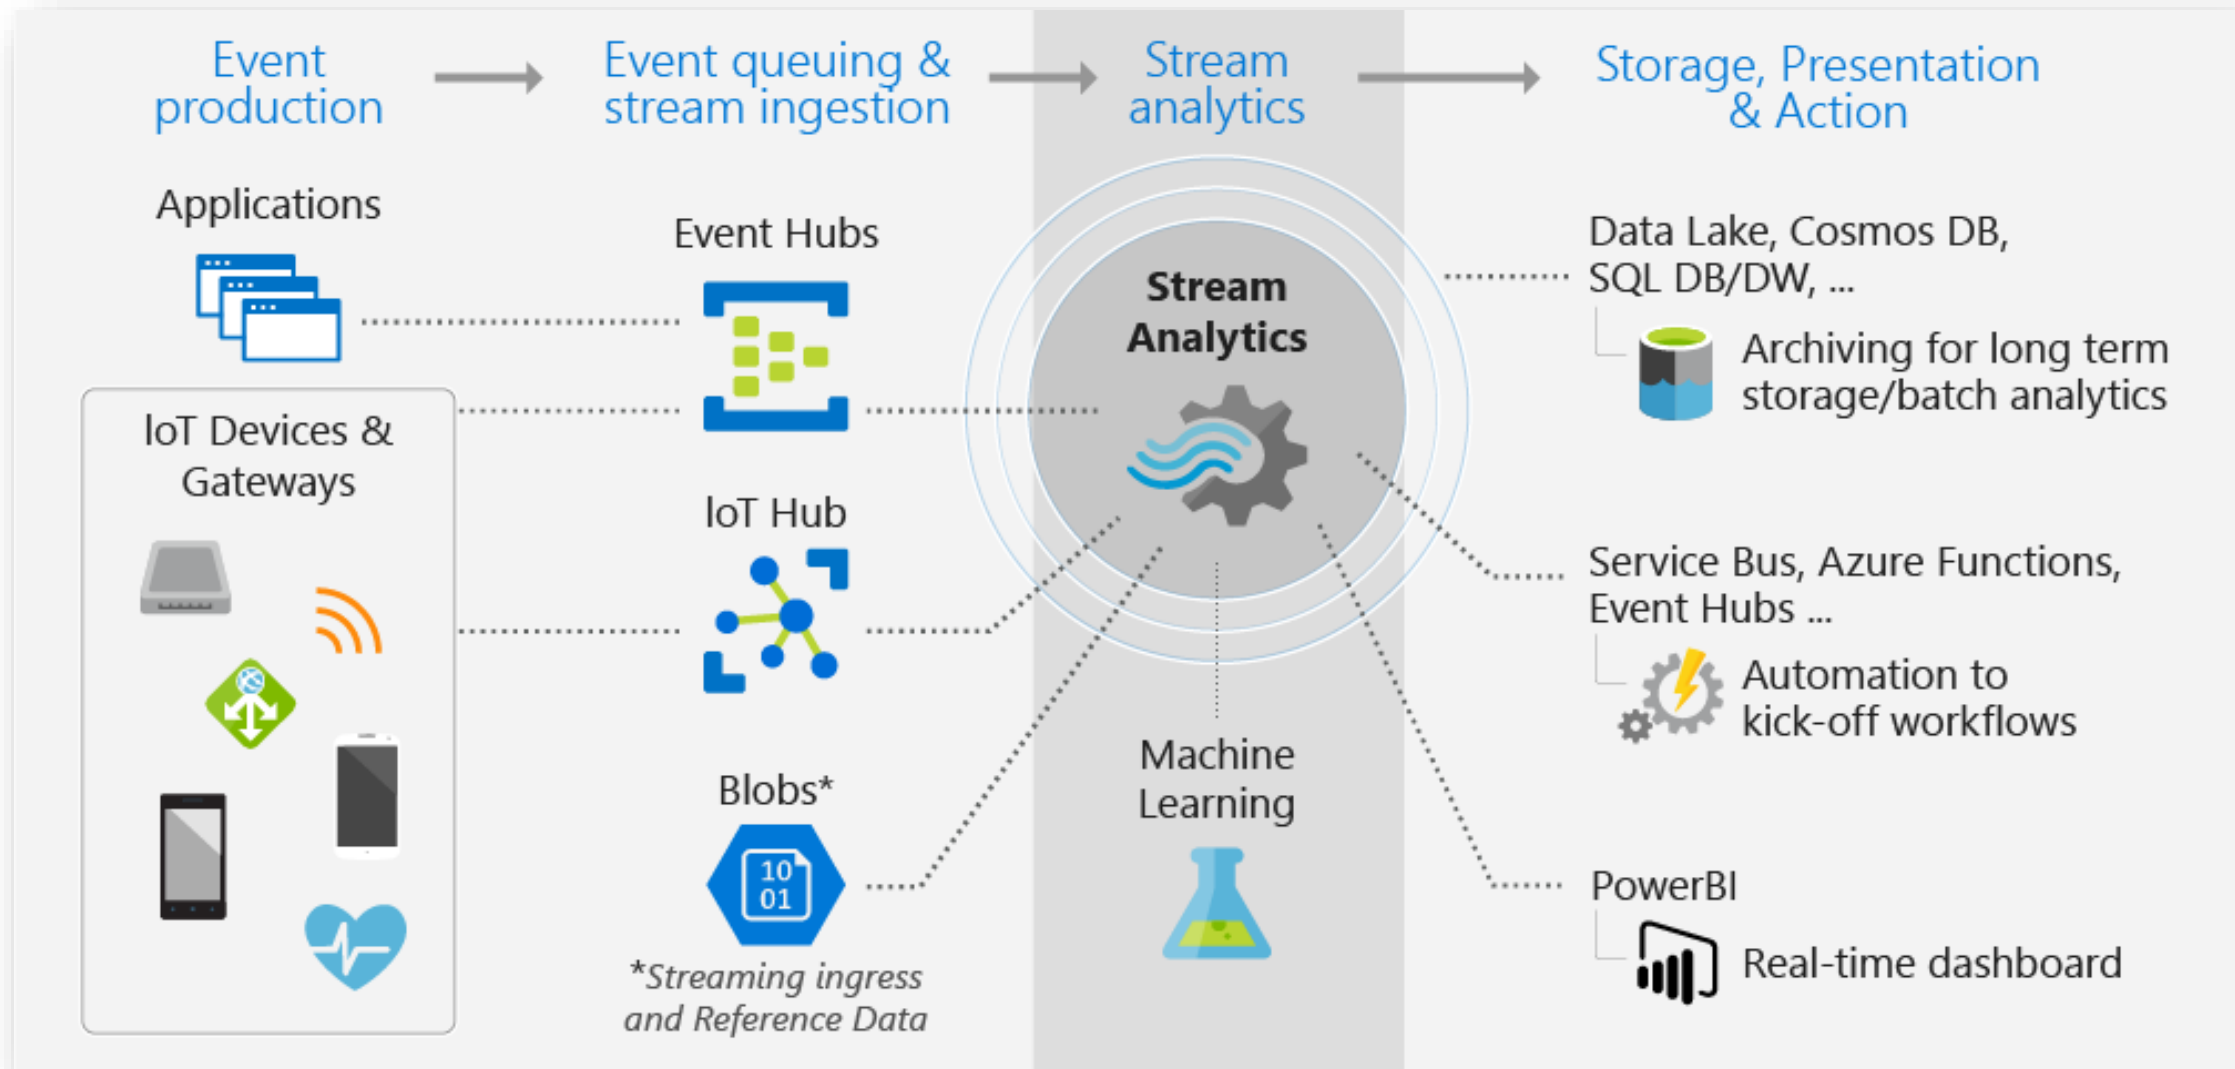 Event
production
Event queuing &
stream ingestion
Stream
analytics
Storage, Presentation
& Action
Applications
IoT Devices &
Gateways
Event Hubs
IoT Hub
Blobs*
10
01
*Streaming ingress
and Reference Data
Stream
Analytics
Machine
Learning
Data Lake, Cosmos DB,
SQL DB/DW, ...
Archiving for long term
storage/batch analytics
Service Bus, Azure Functions,
Event Hubs ...
Automation to
kick-off workflows
PowerBI
Real-time dashboard